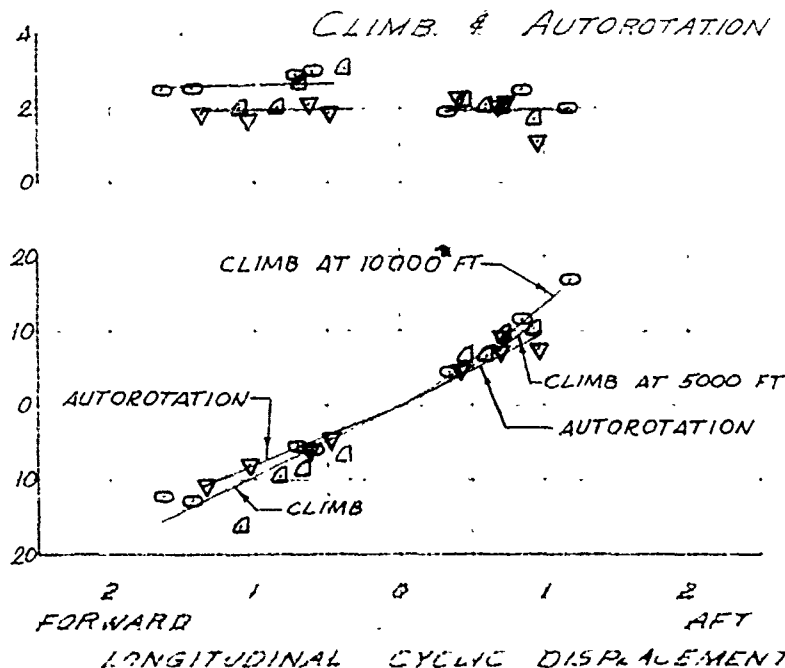 CLIMB & AUTOROTATION
4
2
0
20
CLIMB AT 10000 FT
10
CLIMB AT 5000 FT
0
AUTOROTATION
AUTOROTATION
10
CLIMB
20
2 1 0 1 2
FORWARD AFT
LONGITUDINAL CYCLIC DISPLACEMENT